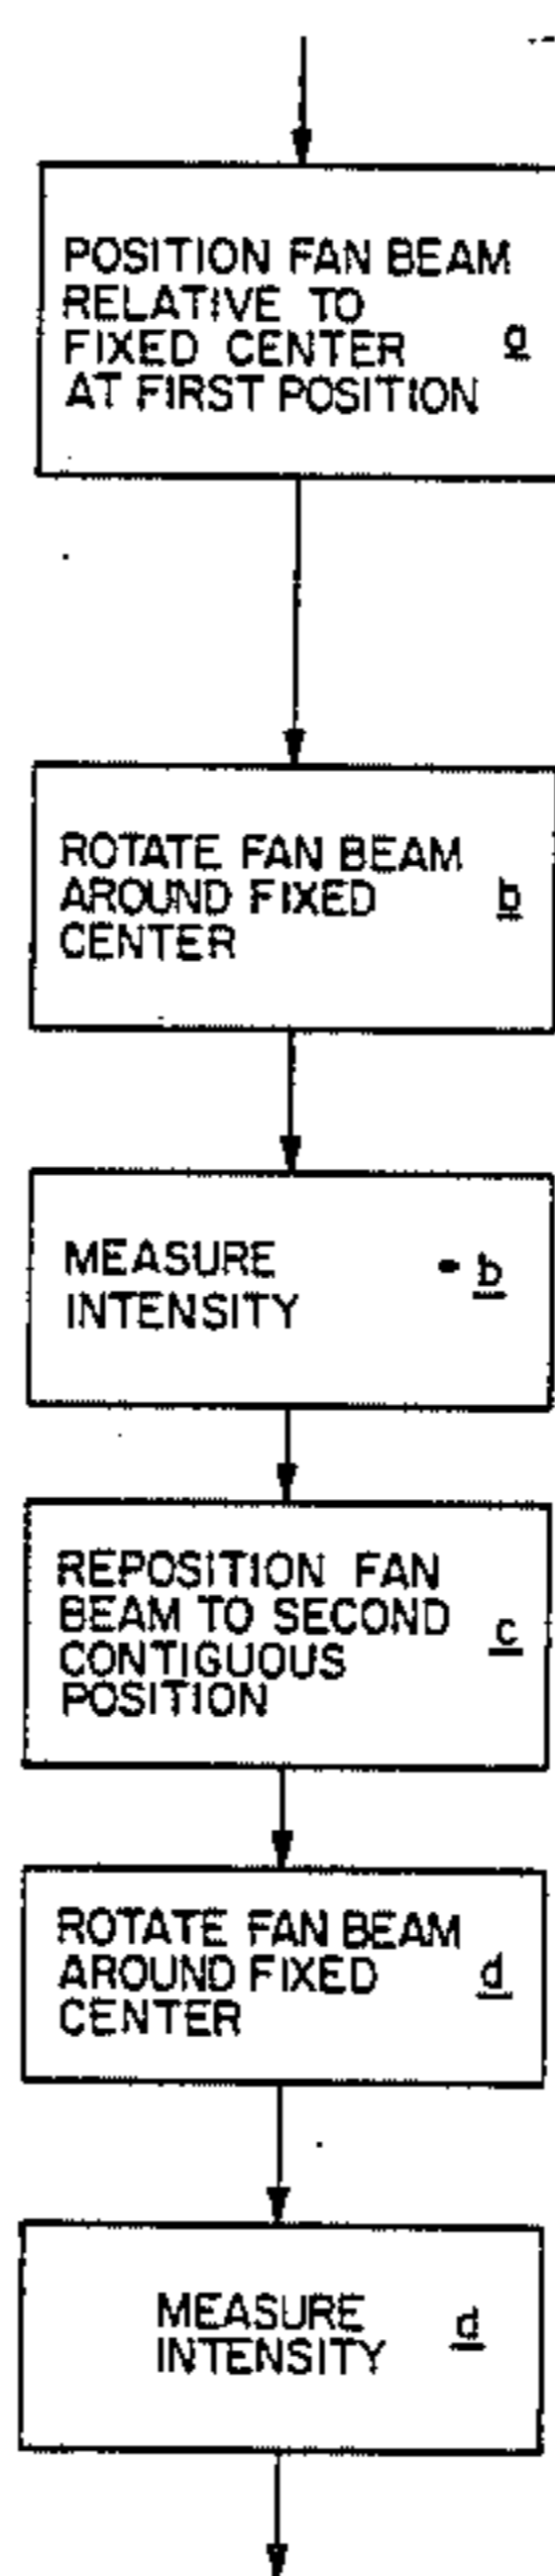 POSITION FAN BEAM
RELATIVE TO
FIXED CENTER
AT FIRST POSITION
a
ROTATE FAN BEAM
AROUND FIXED
CENTER
b
MEASURE
INTENSITY
b
REPOSITION FAN
BEAM TO SECOND
CONTIGUOUS
POSITION
c
ROTATE FAN BEAM
AROUND FIXED
CENTER
d
MEASURE
INTENSITY
d